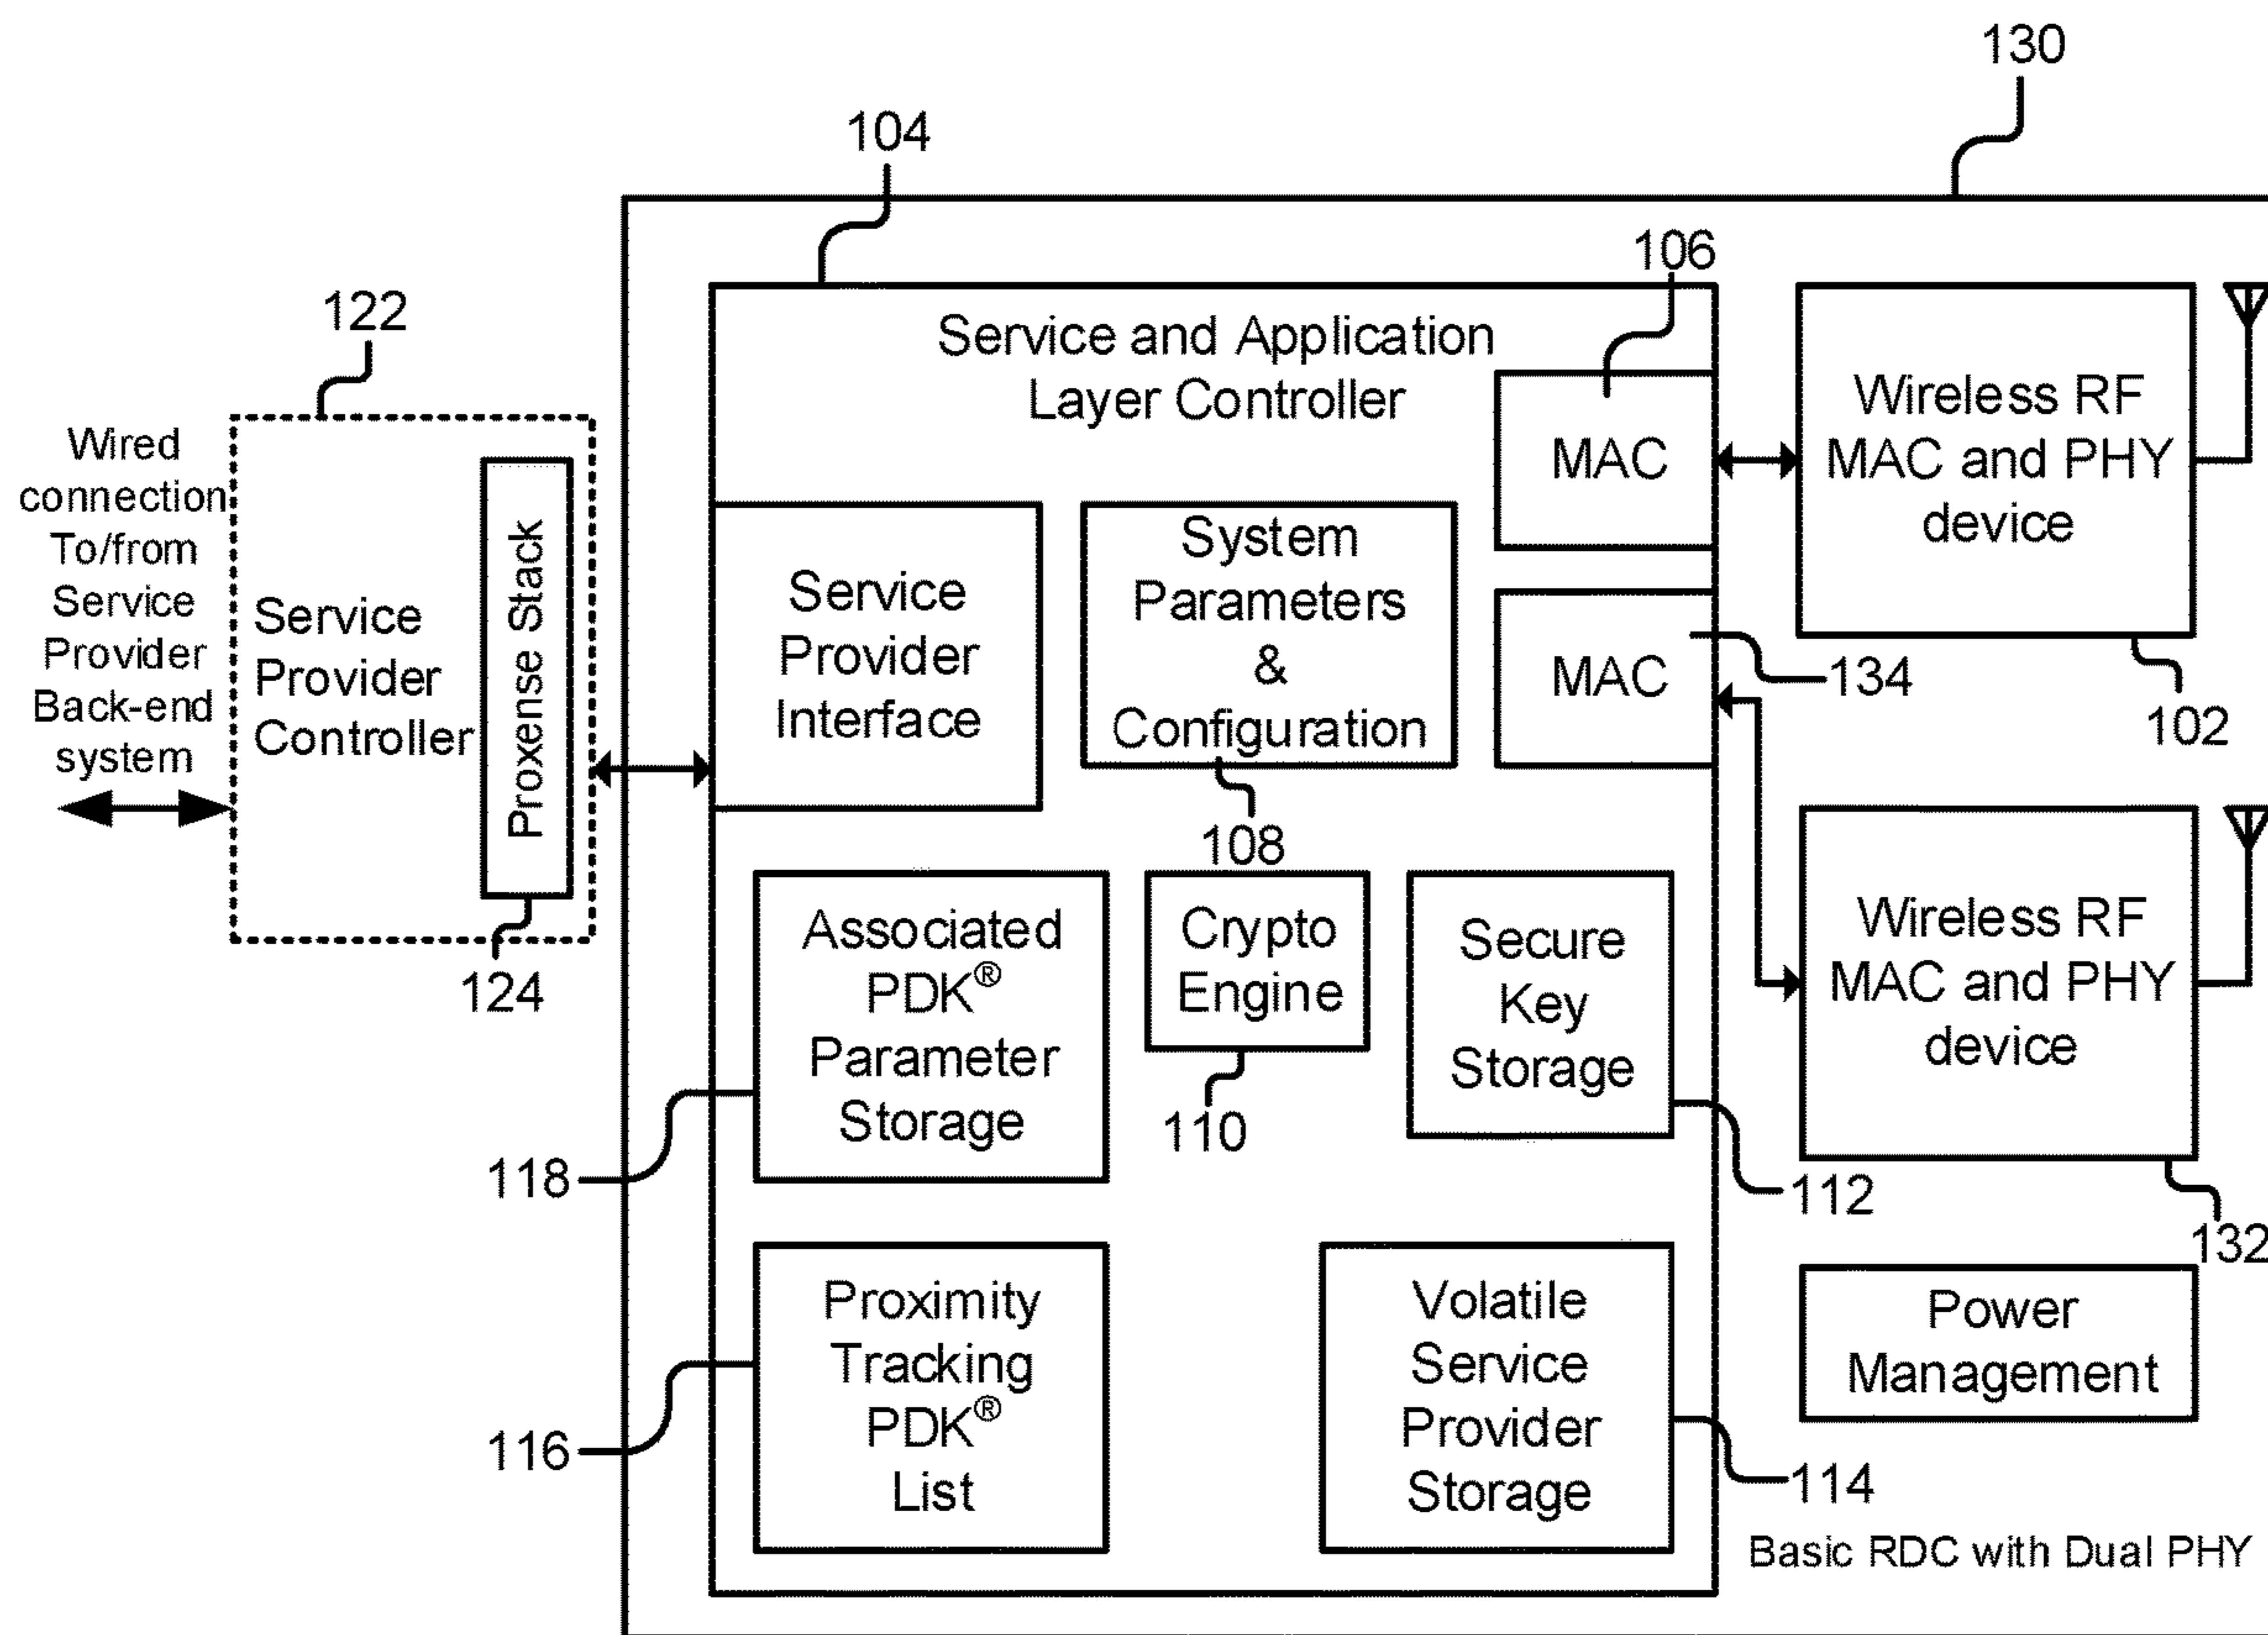 130
104
106
122
Service and Application
Layer Controller
MAC
Wireless RF
MAC and PHY
device
102
Wired
connection
To/from
Service
Provider
Back-end
system
Service
Provider
Controller
Proxense Stack
124
Service
Provider
Interface
System
Parameters
&
Configuration
108
MAC
134
Associated
PDK®
Parameter
Storage
118
Crypto
Engine
110
Secure
Key
Storage
112
Wireless RF
MAC and PHY
device
132
Proximity
Tracking
PDK®
List
116
Volatile
Service
Provider
Storage
114
Power
Management
Basic RDC with Dual PHY